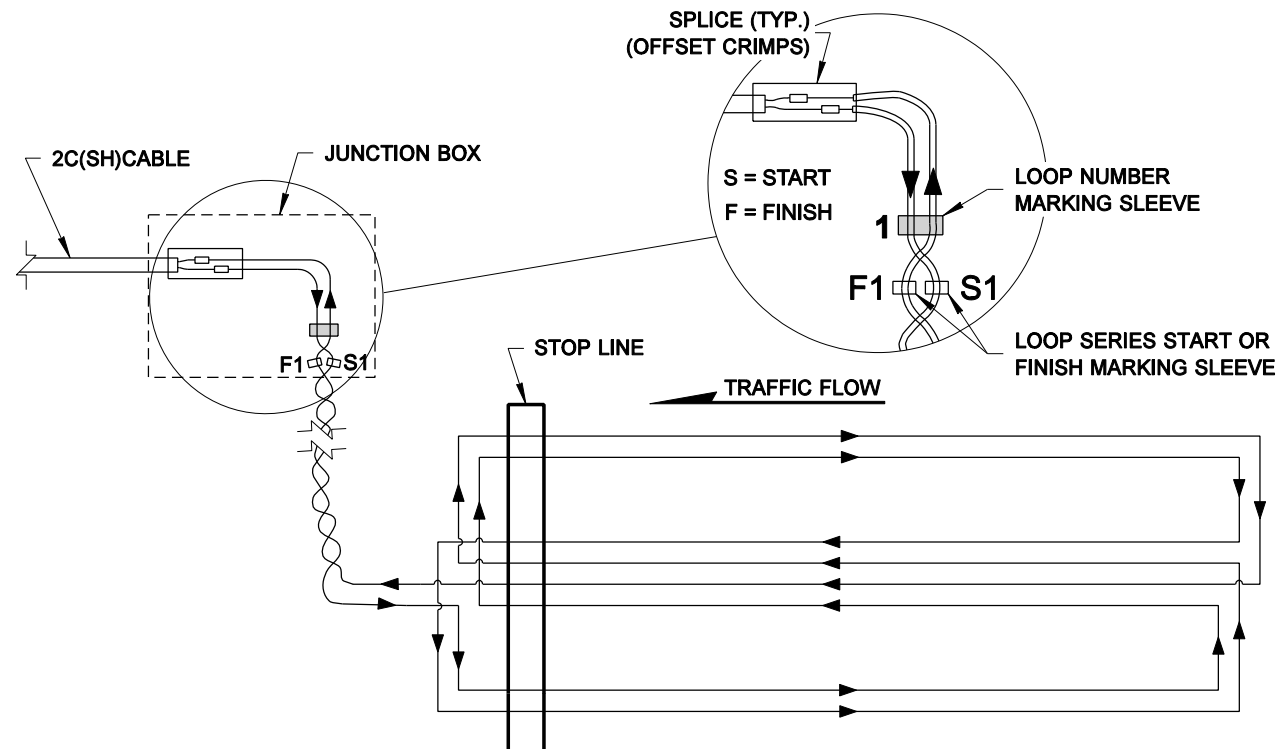 SPLICE (TYP.)
(OFFSET CRIMPS)
2C(SH)CABLE
JUNCTION BOX
S = START
F = FINISH
LOOP NUMBER
MARKING SLEEVE
1
F1
S1
LOOP SERIES START OR
FINISH MARKING SLEEVE
F1
S1
STOP LINE
TRAFFIC FLOW